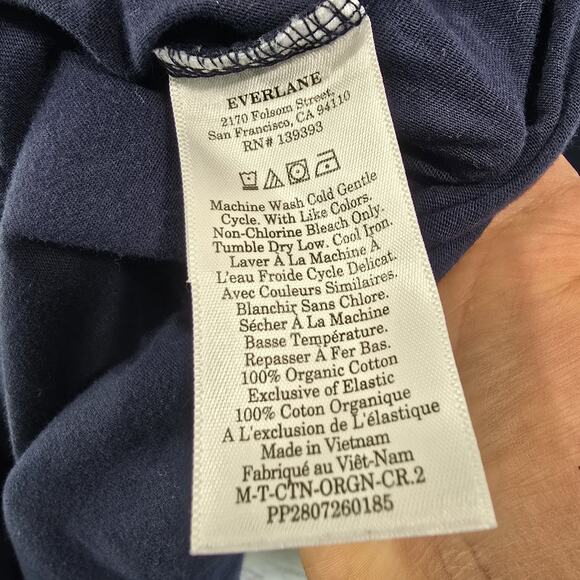 EVERLANE
2170 Folsom Street,
San Francisco, CA 94110
RN# 139393
Machine Wash Cold Gentle
Cycle. With Like Colors.
Non-Chlorine Bleach Only.
Tumble Dry Low. Cool Iron.
Laver À La Machine À
L'eau Froide Cycle Delicat.
Avec Couleurs Similaires.
Blanchir Sans Chlore.
Sécher À La Machine
Basse Température.
Repasser À Fer Bas.
100% Organic Cotton
Exclusive of Elastic
100% Coton Organique
A L'exclusion de L'élastique
Made in Vietnam
Fabriqué au Viêt-Nam
M-T-CTN-ORGN-CR.2
PP2807260185